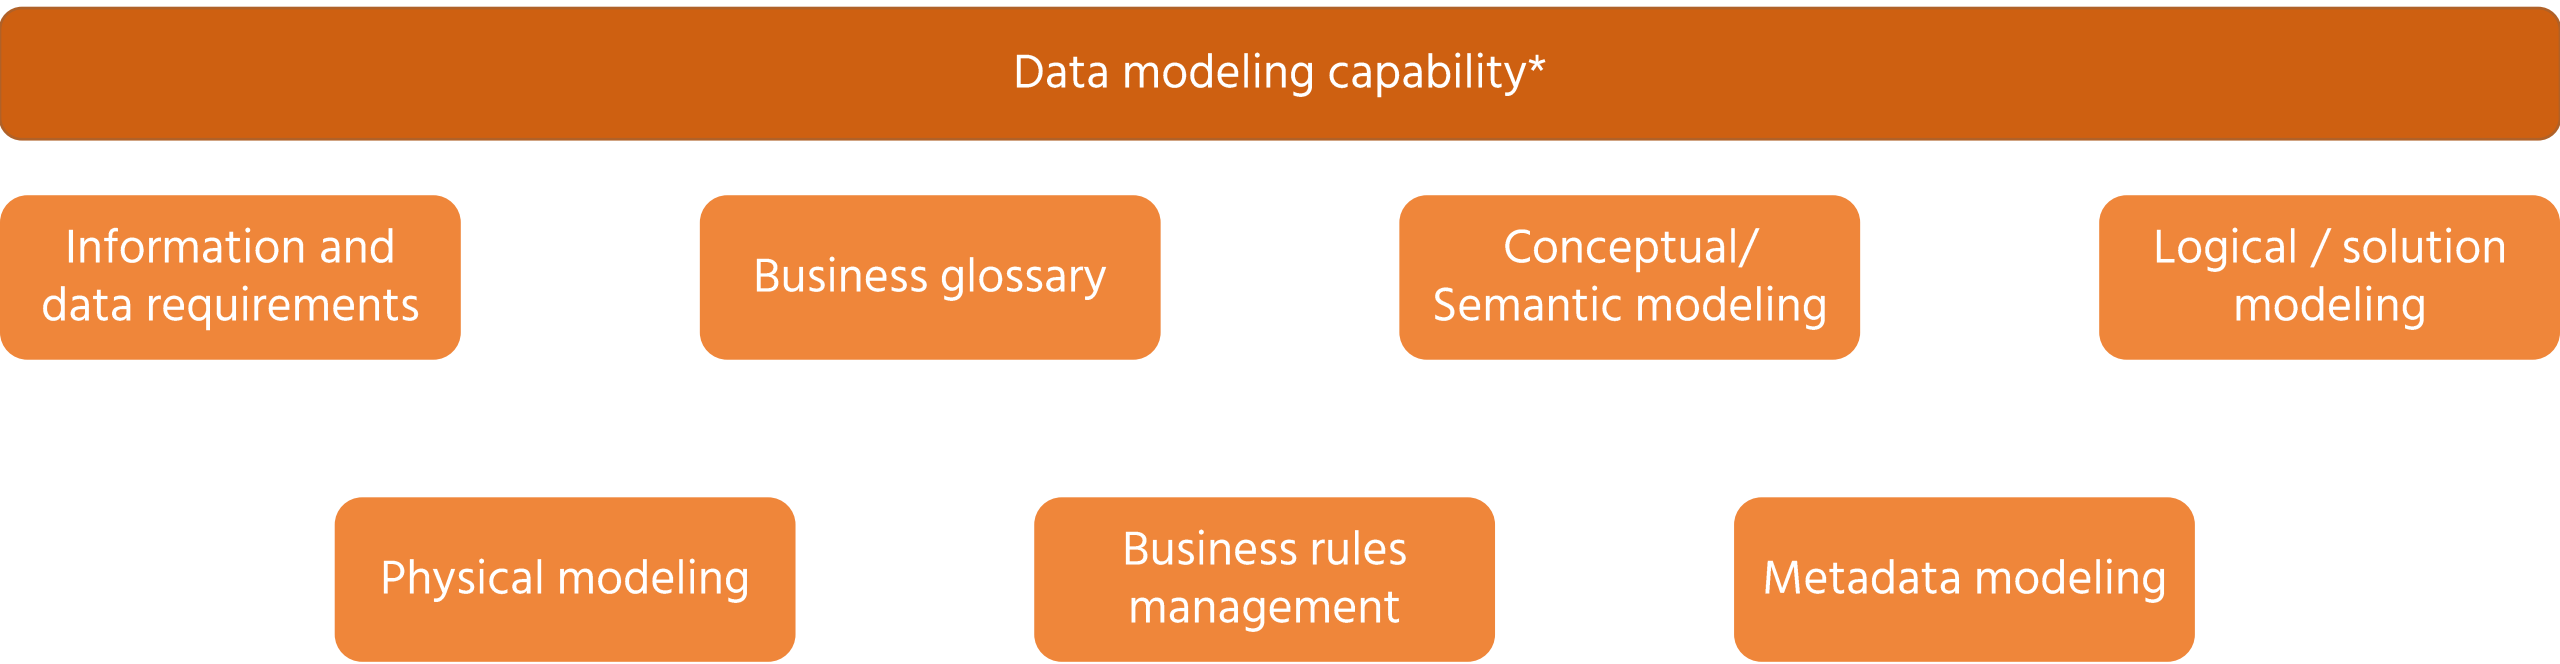 Data modeling capability*
Information and
data requirements
Business glossary
Conceptual/
Semantic modeling
Logical / solution
modeling
Physical modeling
Business rules
management
Metadata modeling